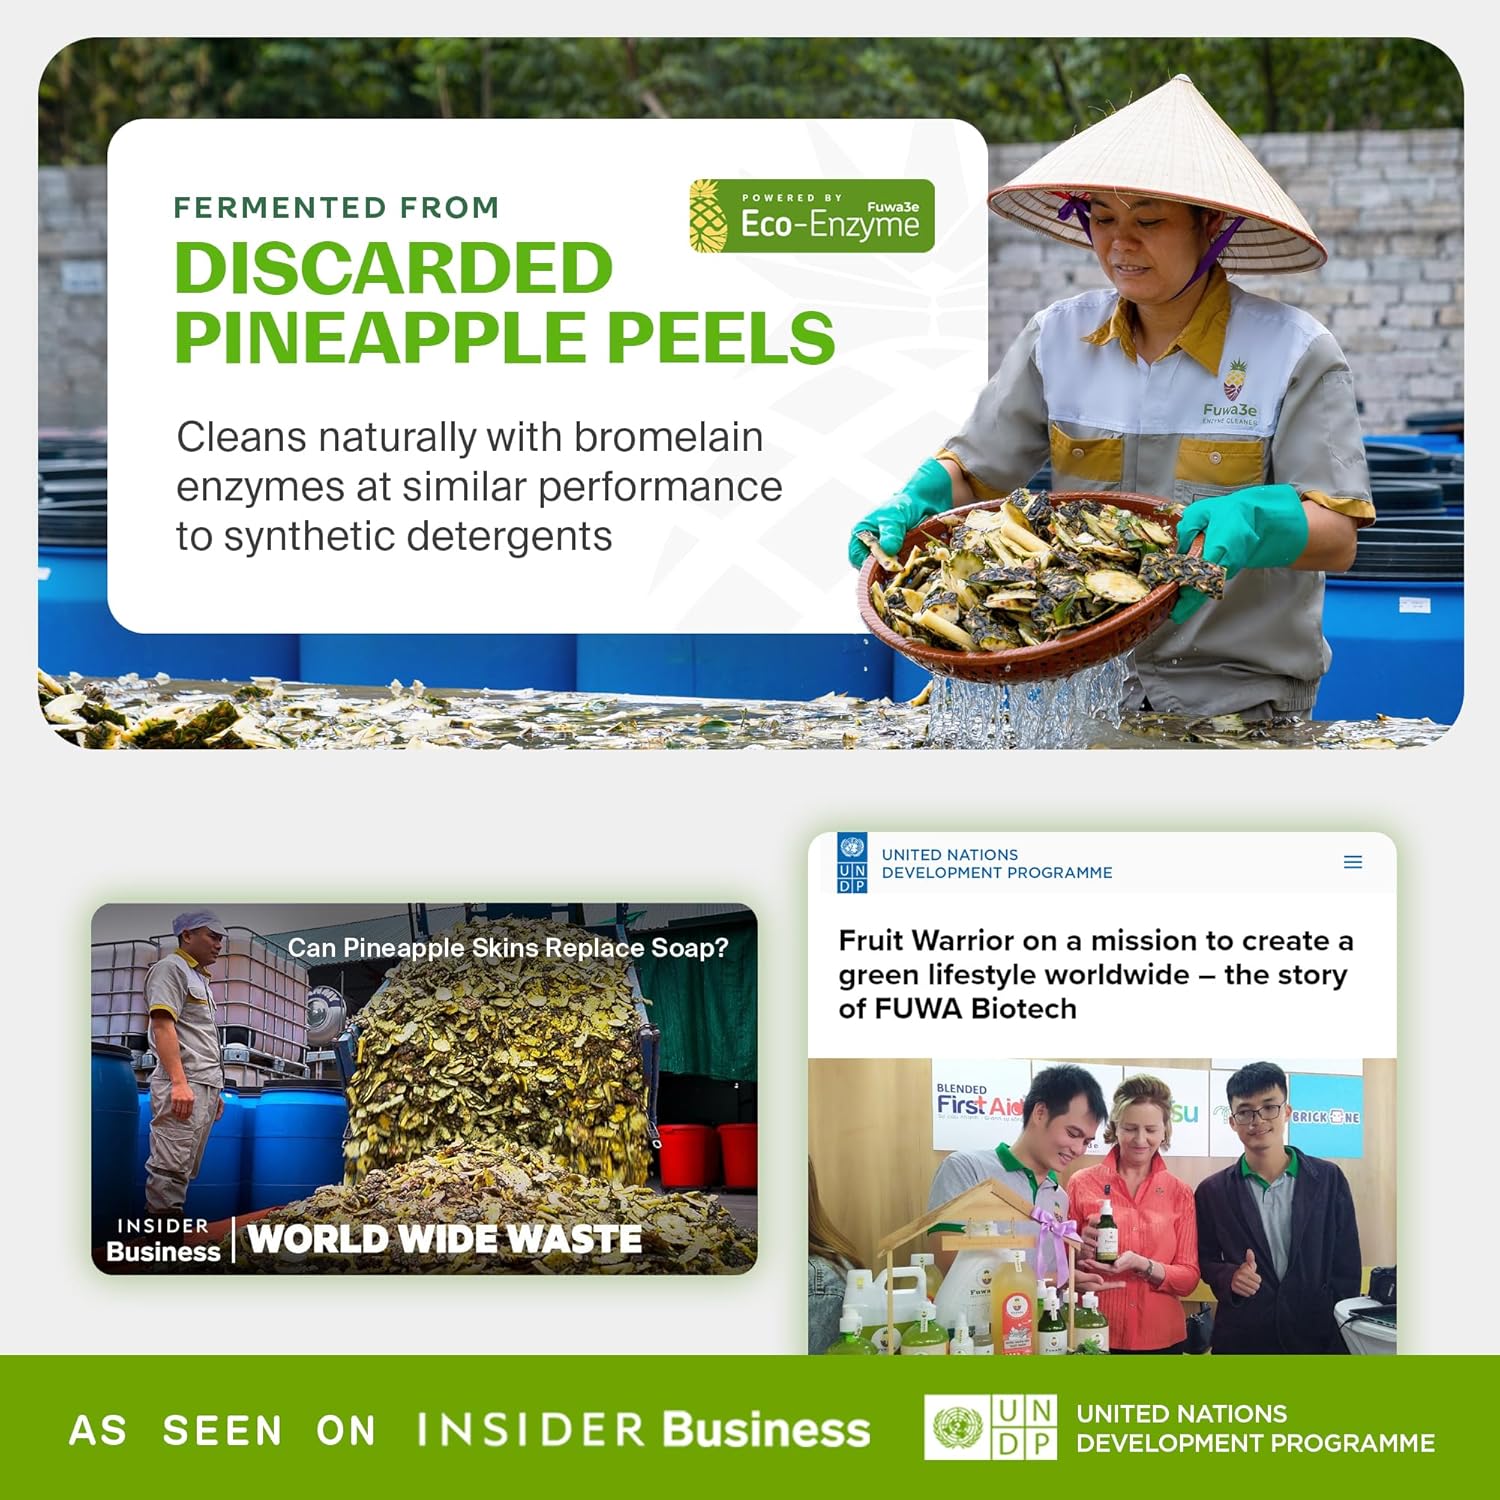 FERMENTED FROM
DISCARDED
PINEAPPLE PEELS
POWERED BY
Fuwa3e
Eco-Enzyme
Cleans naturally with bromelain
enzymes at similar performance
to synthetic detergents
Fuwa3e
ENZYME CLEANER
Can Pineapple Skins Replace Soap?
INSIDER
Business
WORLD WIDE WASTE
UN
DP
UNITED NATIONS
DEVELOPMENT PROGRAMME
Fruit Warrior on a mission to create a
green lifestyle worldwide – the story
of FUWA Biotech
BLENDED
First Aid
su
BRICK ONE
AS SEEN ON INSIDER Business
UN
DP
UNITED NATIONS
DEVELOPMENT PROGRAMME